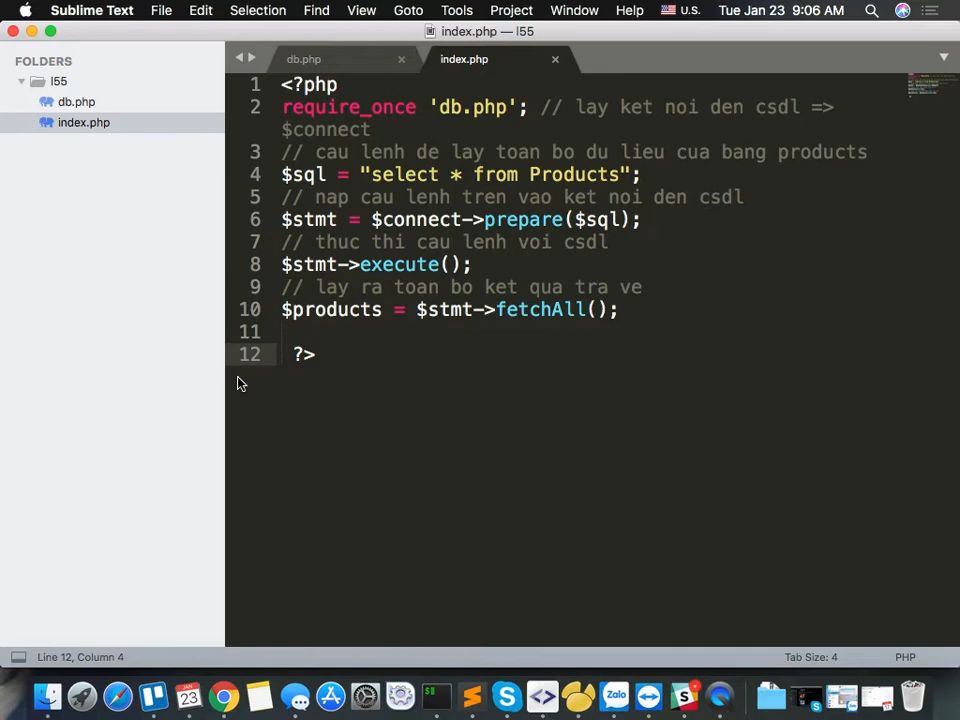 Sublime Text File Edit Selection Find View Goto Tools Project Window Help U.S. Tue Jan 23 9:06 AM
index.php — l55
FOLDERS
l55
db.php
index.php
db.php index.php
1 <?php
2 require_once 'db.php'; // lay ket noi den csdl =>
$connect
3 // cau lenh de lay toan bo du lieu cua bang products
4 $sql = "select * from Products";
5 // nap cau lenh tren vao ket noi den csdl
6 $stmt = $connect->prepare($sql);
7 // thuc thi cau lenh voi csdl
8 $stmt->execute();
9 // lay ra toan bo ket qua tra ve
10 $products = $stmt->fetchAll();
11
12 ?>
Line 12, Column 4 Tab Size: 4 PHP
23
Zalo